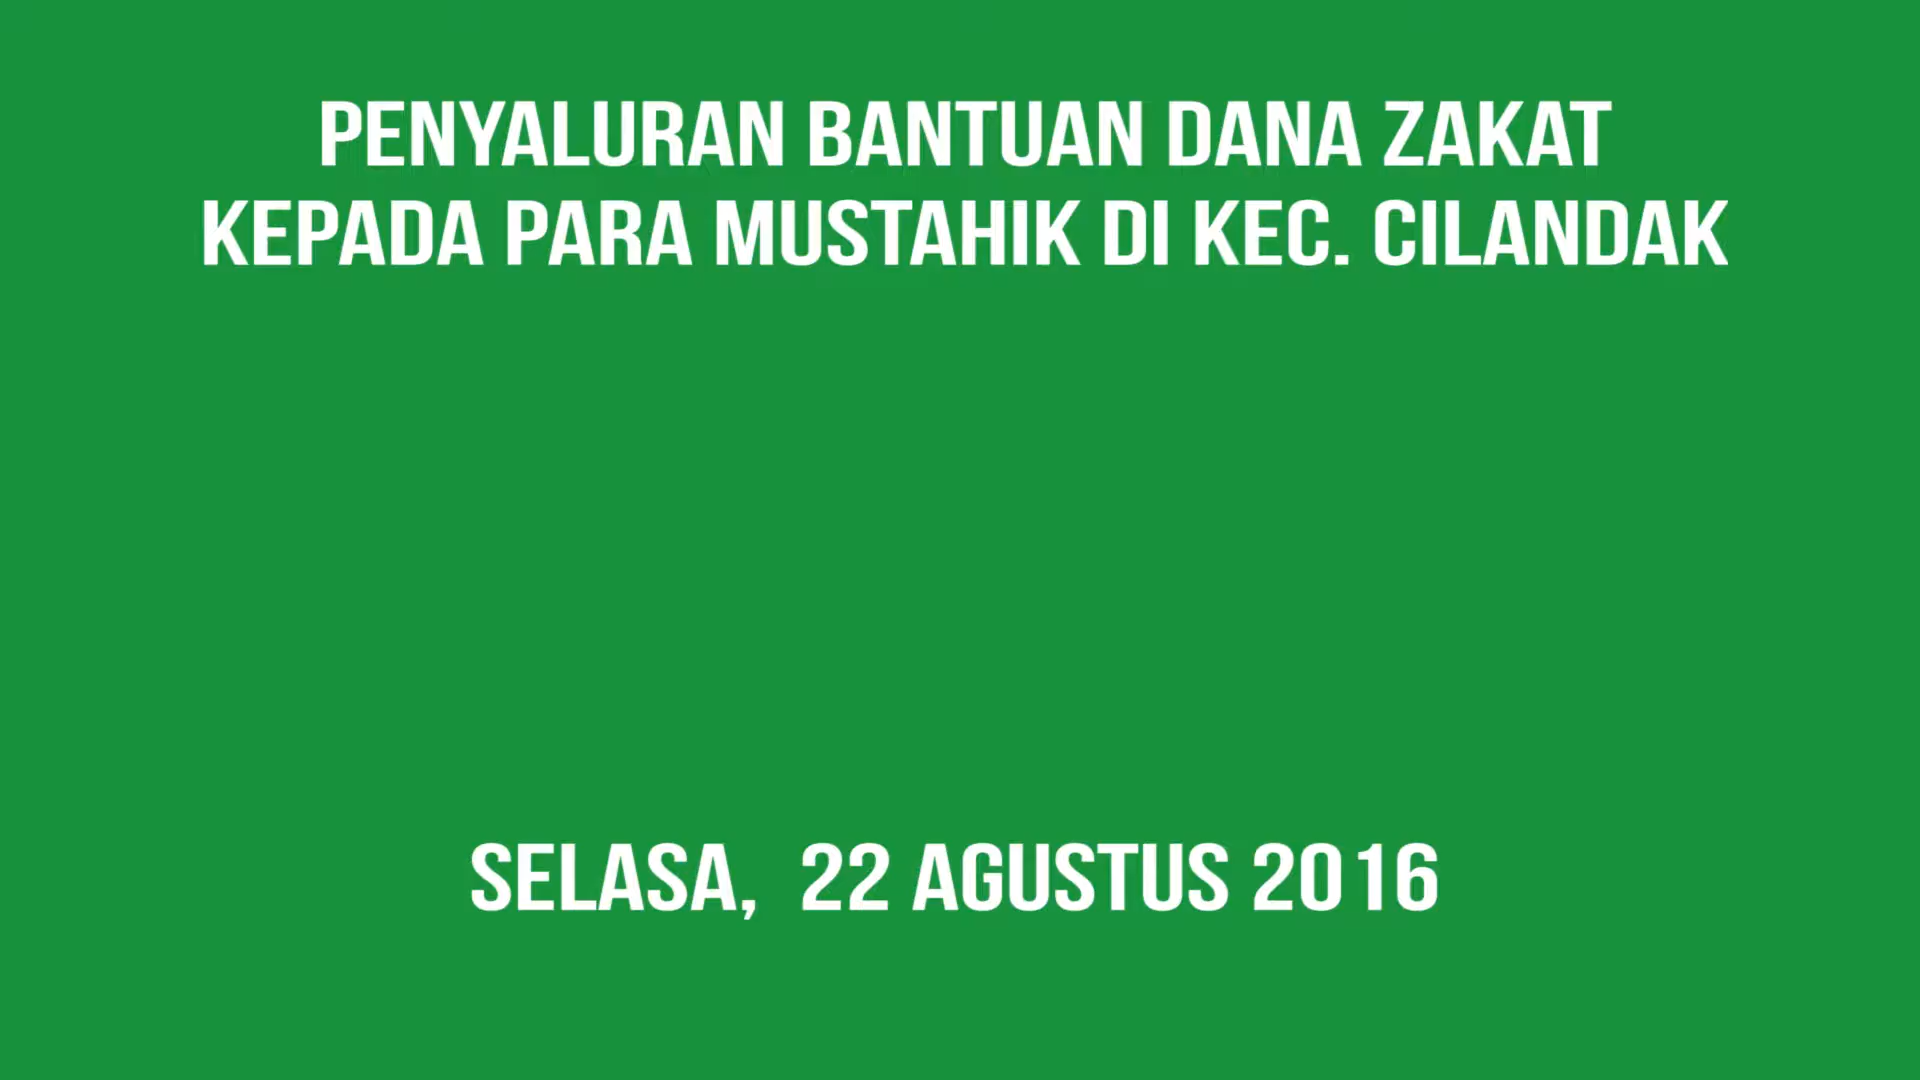 PENYALURAN BANTUAN DANA ZAKAT
KEPADA PARA MUSTAHIK DI KEC. CILANDAK
SELASA, 22 AGUSTUS 2016